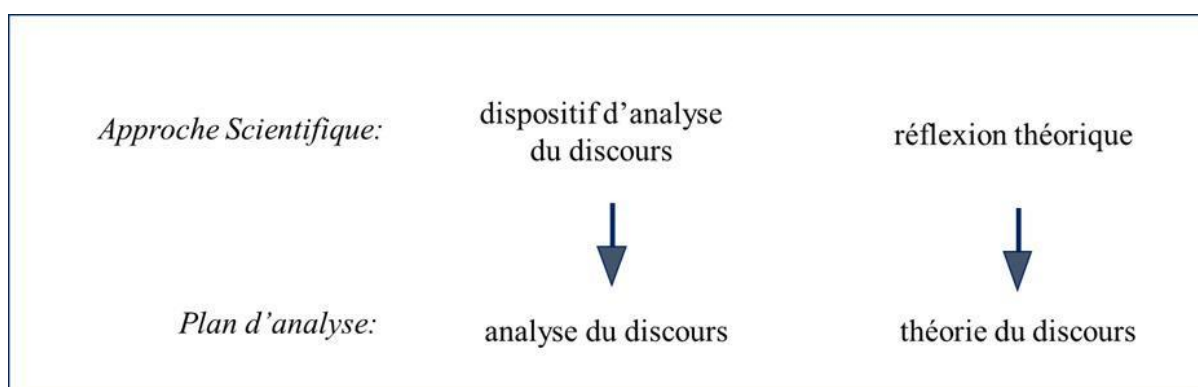 Approche Scientifique:
dispositif d’analyse
du discours
réflexion théorique
Plan d’analyse:
analyse du discours
théorie du discours